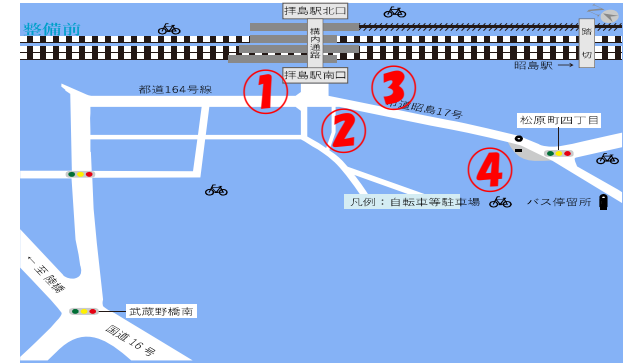 整備前
拝島駅北口
構内通路
踏切
昭島駅 →
拝島駅南口
都道164号線
1
3
市道昭島17号
2
松原町四丁目
4
凡例：自転車等駐車場
バス停留所
← 至 陸橋
武蔵野橋南
国道16号